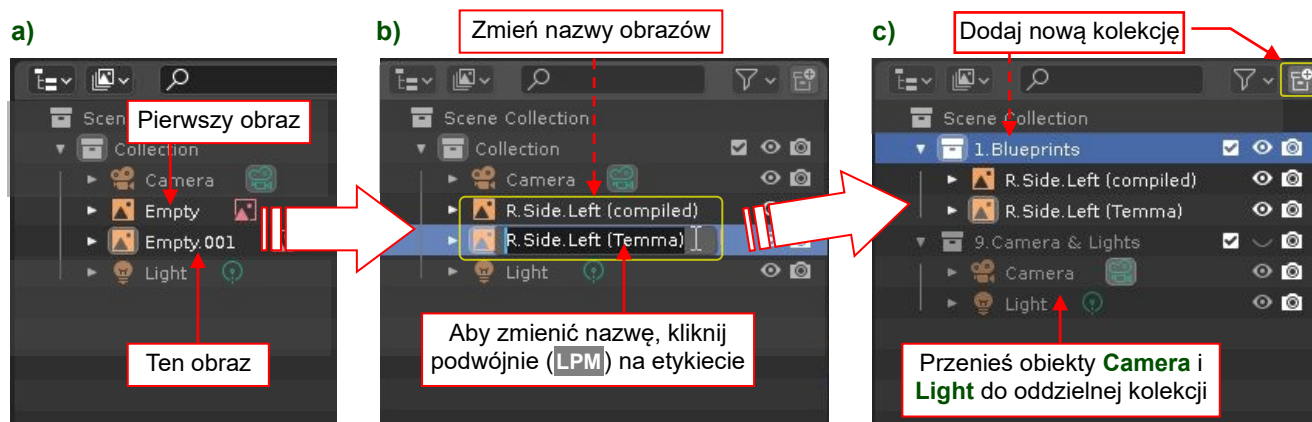 a)
Pierwszy obraz
Scen
Collection
Camera
Empty
Empty.001
Light
Ten obraz
b)
Zmień nazwy obrazów
Scene Collection
Collection
Camera
R.Side.Left (compiled)
R.Side.Left (Temma)
Light
Aby zmienić nazwę, kliknij
podwójnie (LPM) na etykiecie
c)
Dodaj nową kolekcję
Scene Collection
1.Blueprints
R.Side.Left (compiled)
R.Side.Left (Temma)
9.Camera & Lights
Camera
Light
Przenieś obiekty Camera i
Light do oddzielnej kolekcji